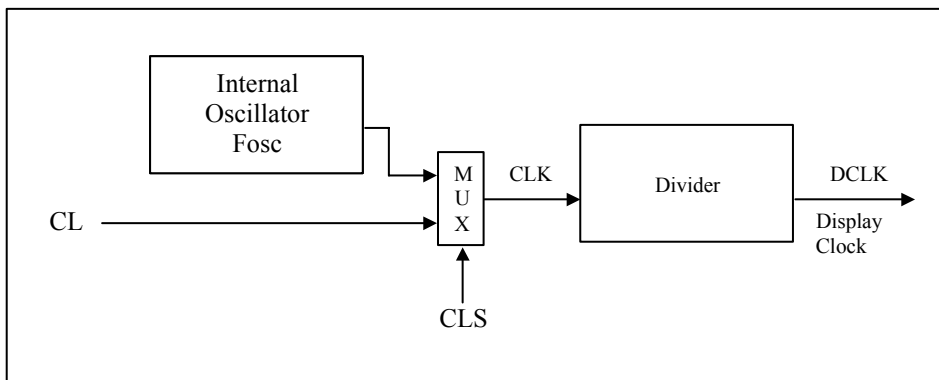 Internal
Oscillator
Fosc
M
U
X
CL
CLS
CLK
Divider
DCLK
Display
Clock